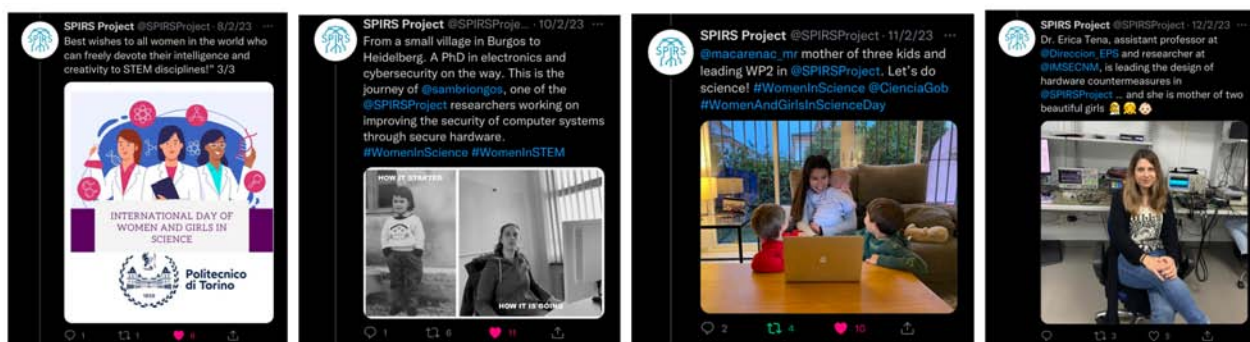 SPIRS Project @SPIRSProject · 8/2/23 ···
Best wishes to all women in the world who
can freely devote their intelligence and
creativity to STEM disciplines!" 3/3
INTERNATIONAL DAY OF
WOMEN AND GIRLS IN
SCIENCE
1859
Politecnico
di Torino
1 1 8
SPIRS Project @SPIRSProje... · 10/2/23 ···
From a small village in Burgos to
Heidelberg. A PhD in electronics and
cybersecurity on the way. This is the
journey of @sambriongos, one of the
@SPIRSProject researchers working on
improving the security of computer systems
through secure hardware.
#WomenInScience #WomenInSTEM
HOW IT STARTED
HOW IT IS GOING
1 6 11
SPIRS Project @SPIRSProject · 11/2/23 ···
@macarenac_mr mother of three kids and
leading WP2 in @SPIRSProject. Let's do
science! #WomenInScience @CienciaGob
#WomenAndGirlsInScienceDay
2 4 10
SPIRS Project @SPIRSProject · 12/2/23 ···
Dr. Erica Tena, assistant professor at
@Direccion_EPS and researcher at
@IMSECNM, is leading the design of
hardware countermeasures in
@SPIRSProject ... and she is mother of two
beautiful girls
3 3